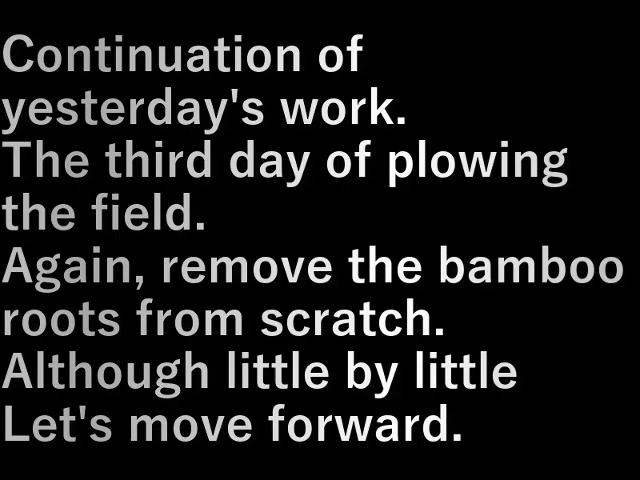 Continuation of
yesterday's work.
The third day of plowing
the field.
Again, remove the bamboo
roots from scratch.
Although little by little
Let's move forward.